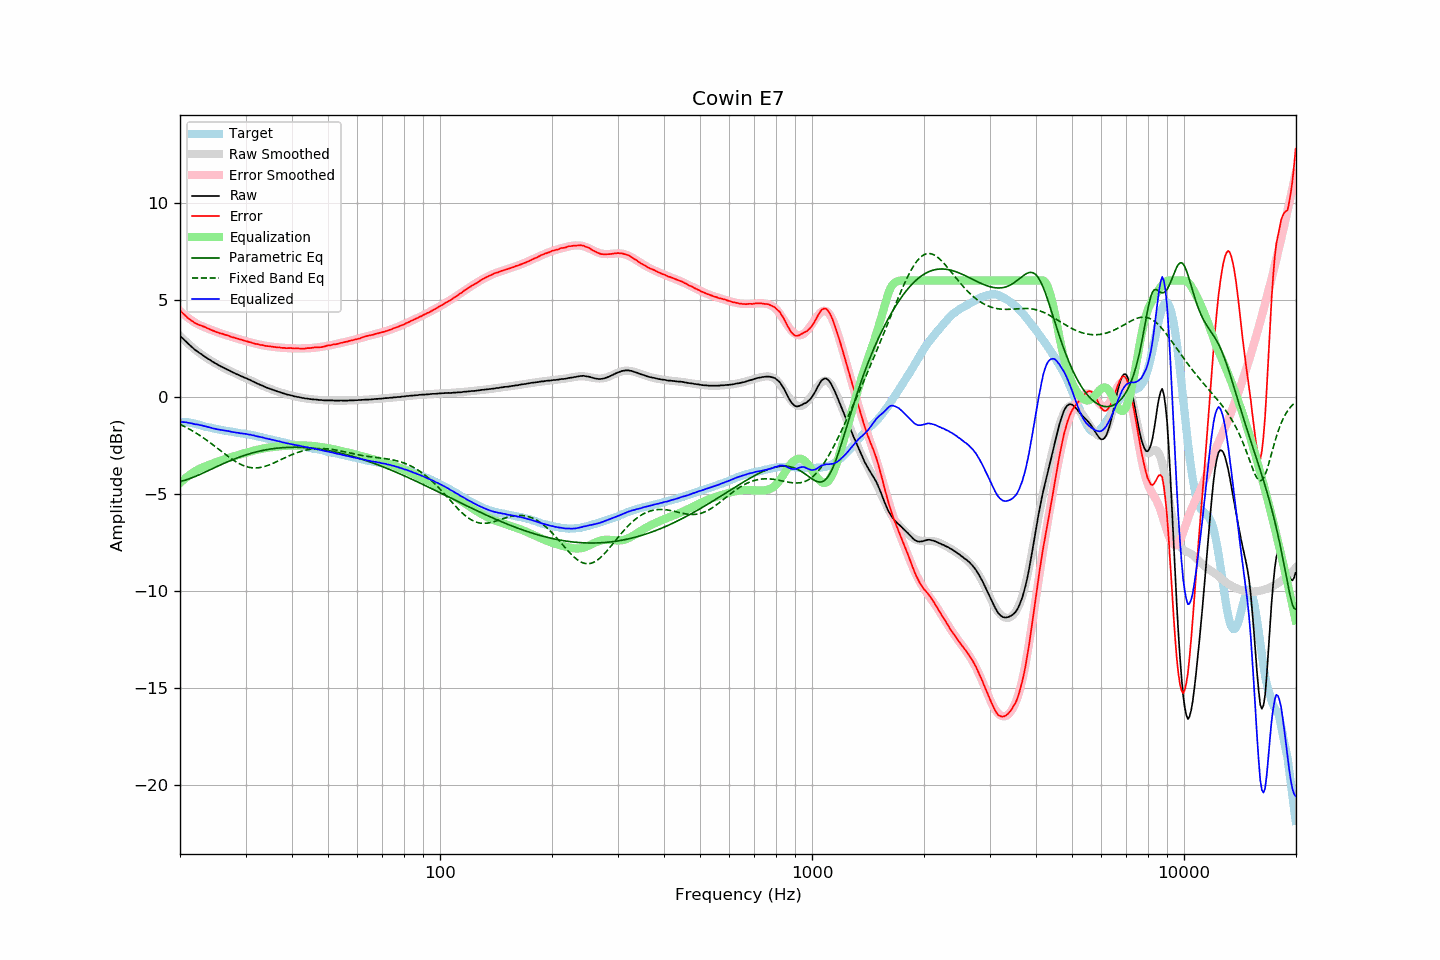 Cowin E7
Target
Raw Smoothed
Error Smoothed
Raw
Error
Equalization
Parametric Eq
Fixed Band Eq
Equalized
10
5
0
−5
−10
−15
−20
Amplitude (dBr)
100 1000 10000
Frequency (Hz)